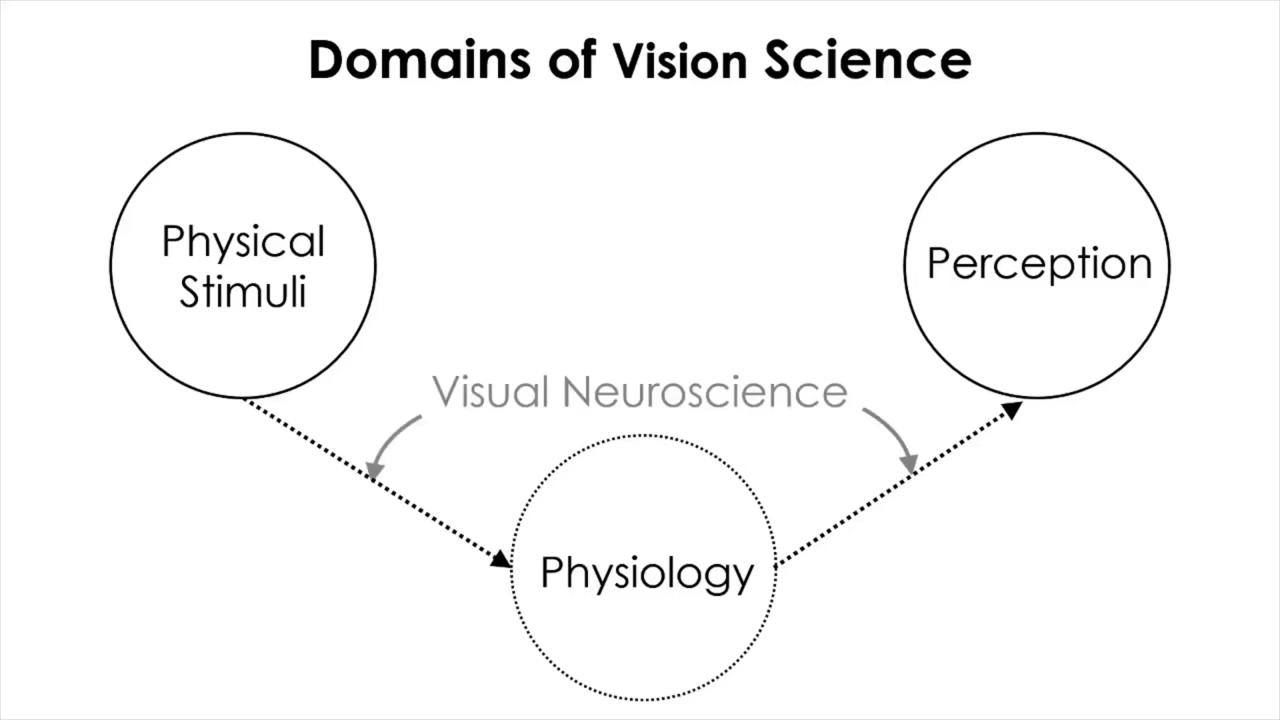 Domains of Vision Science
Physical
Stimuli
Perception
Visual Neuroscience
Physiology